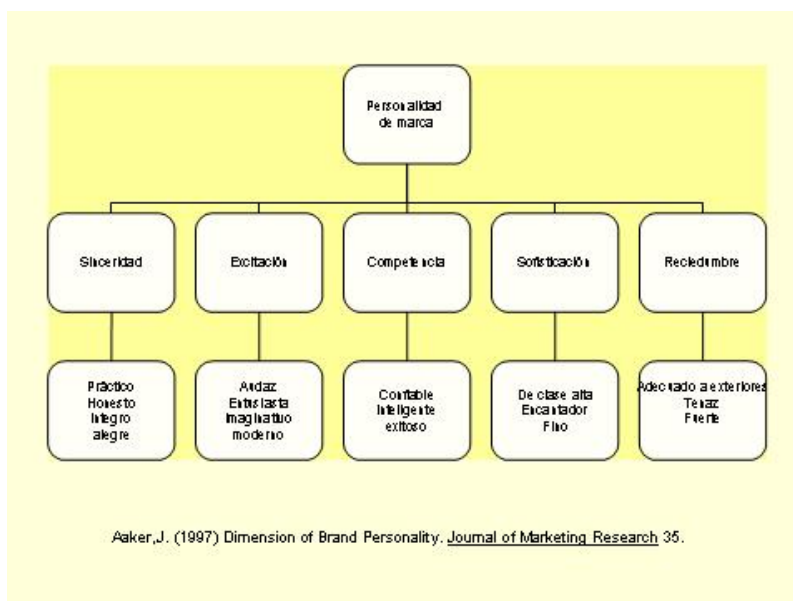 Personalidad
de marca
Sinceridad
Excitación
Competencia
Sofisticación
Reciedumbre
Práctico
Honesto
Integro
alegre
Audaz
Entusiasta
Imaginativo
moderno
Confiable
Inteligente
exitoso
De clase alta
Encantador
Fino
Adecuado a exteriores
Tenaz
Fuerte
Aaker,J. (1997) Dimension of Brand Personality. Journal of Marketing Research 35.